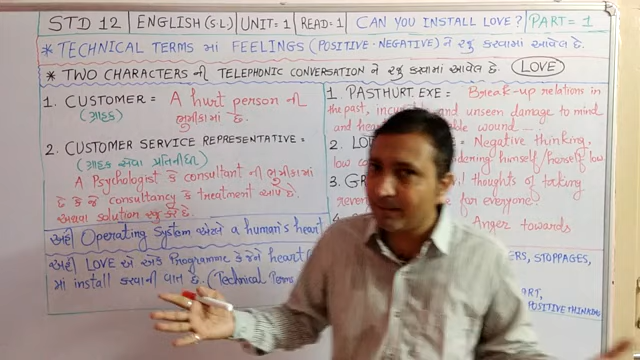 STD 12 ENGLISH (S.L.) UNIT=1 READ=1 CAN YOU INSTALL LOVE? PART=1
* TECHNICAL TERMS માં FEELINGS (POSITIVE-NEGATIVE) ને રજુ કરવામાં આવેલ છે.
* TWO CHARACTERS ની TELEPHONIC CONVERSATION ને રજુ કરવામાં આવેલ છે. LOVE
1. CUSTOMER = A hurt person ની
(ગ્રાહક) ભુમીકામાં છે.
2. CUSTOMER SERVICE REPRESENTATIVE =
(ગ્રાહક સેવા પ્રતિનીધી)
A Psychologist કે consultant ની ભુમીકામાં
છે કે જે consultancy કે treatment આપે છે.
અથવા solution રજુ કરે છે.
અહી Operating System એટલે a human's heart
અહી LOVE એ એક Programme કે જેને heart
માં install કરવાની વાત છે. (Technical Terms
1 PASTHURT.EXE = Break-up relations in
the past, and unseen damage to mind
and wound...
2. Negative thinking,
low himself/herself low
3. thoughts of
for everyone.
Anger towards
STOPPAGES,
POSITIVE THINKING